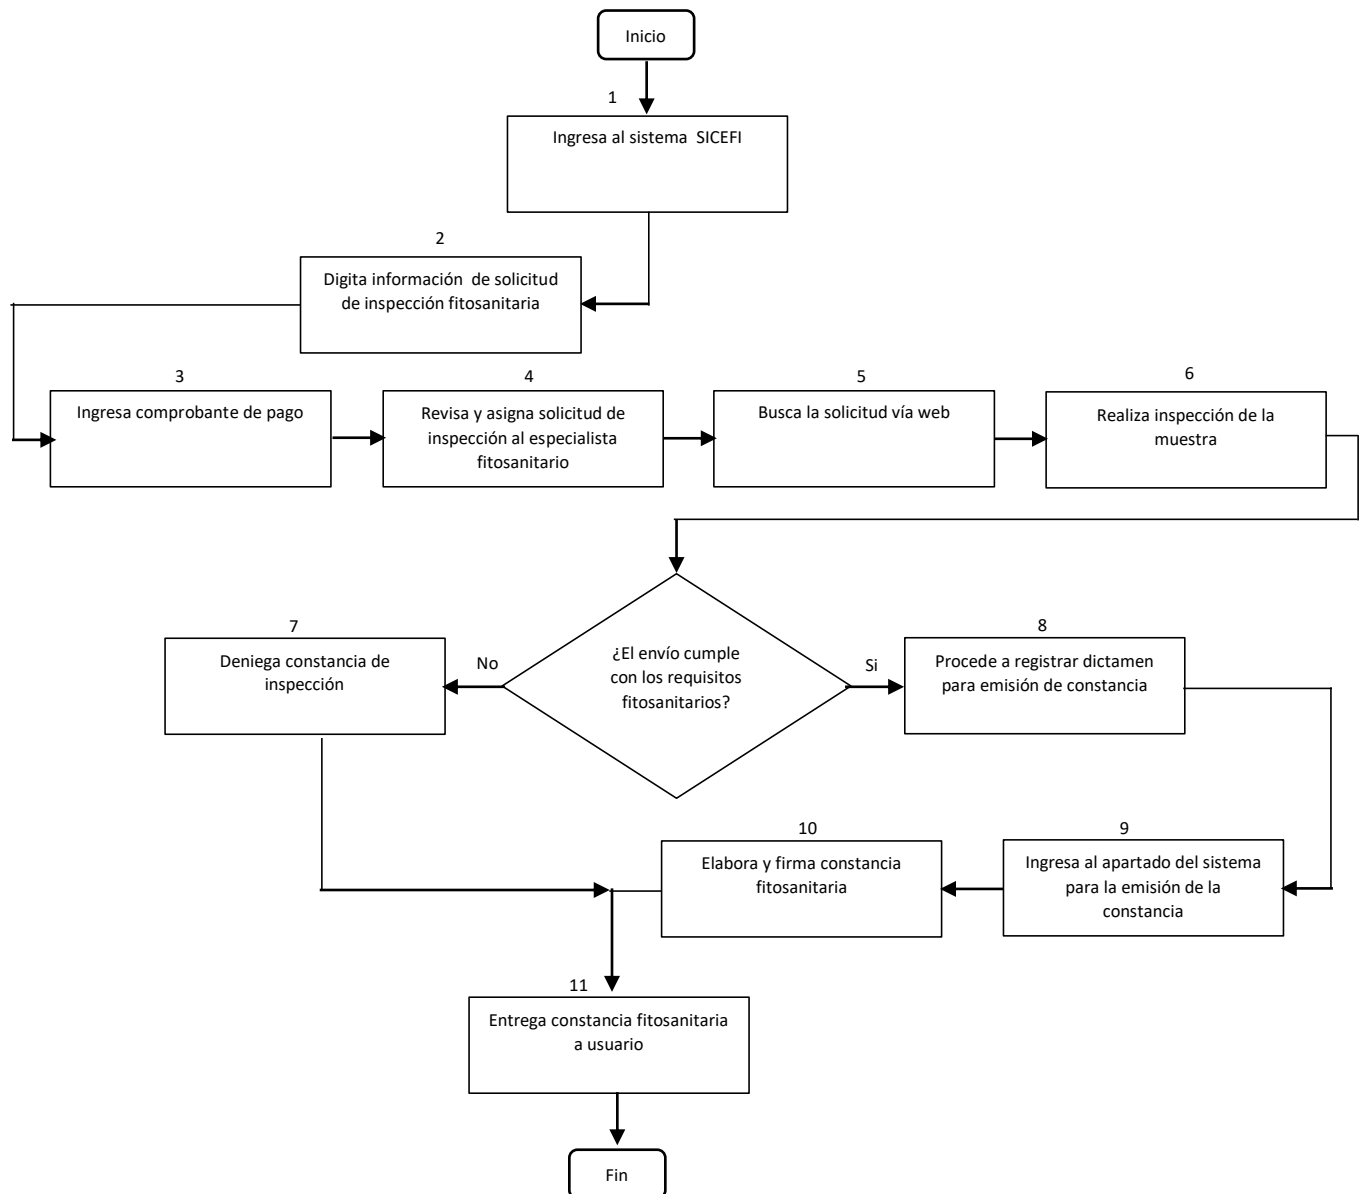 Inicio
1
Ingresa al sistema SICEFI
2
Digita información de solicitud
de inspección fitosanitaria
3
Ingresa comprobante de pago
4
Revisa y asigna solicitud de
inspección al especialista
fitosanitario
5
Busca la solicitud vía web
6
Realiza inspección de la
muestra
¿El envío cumple
con los requisitos
fitosanitarios?
No
Si
7
Deniega constancia de
inspección
8
Procede a registrar dictamen
para emisión de constancia
9
Ingresa al apartado del sistema
para la emisión de la
constancia
10
Elabora y firma constancia
fitosanitaria
11
Entrega constancia fitosanitaria
a usuario
Fin